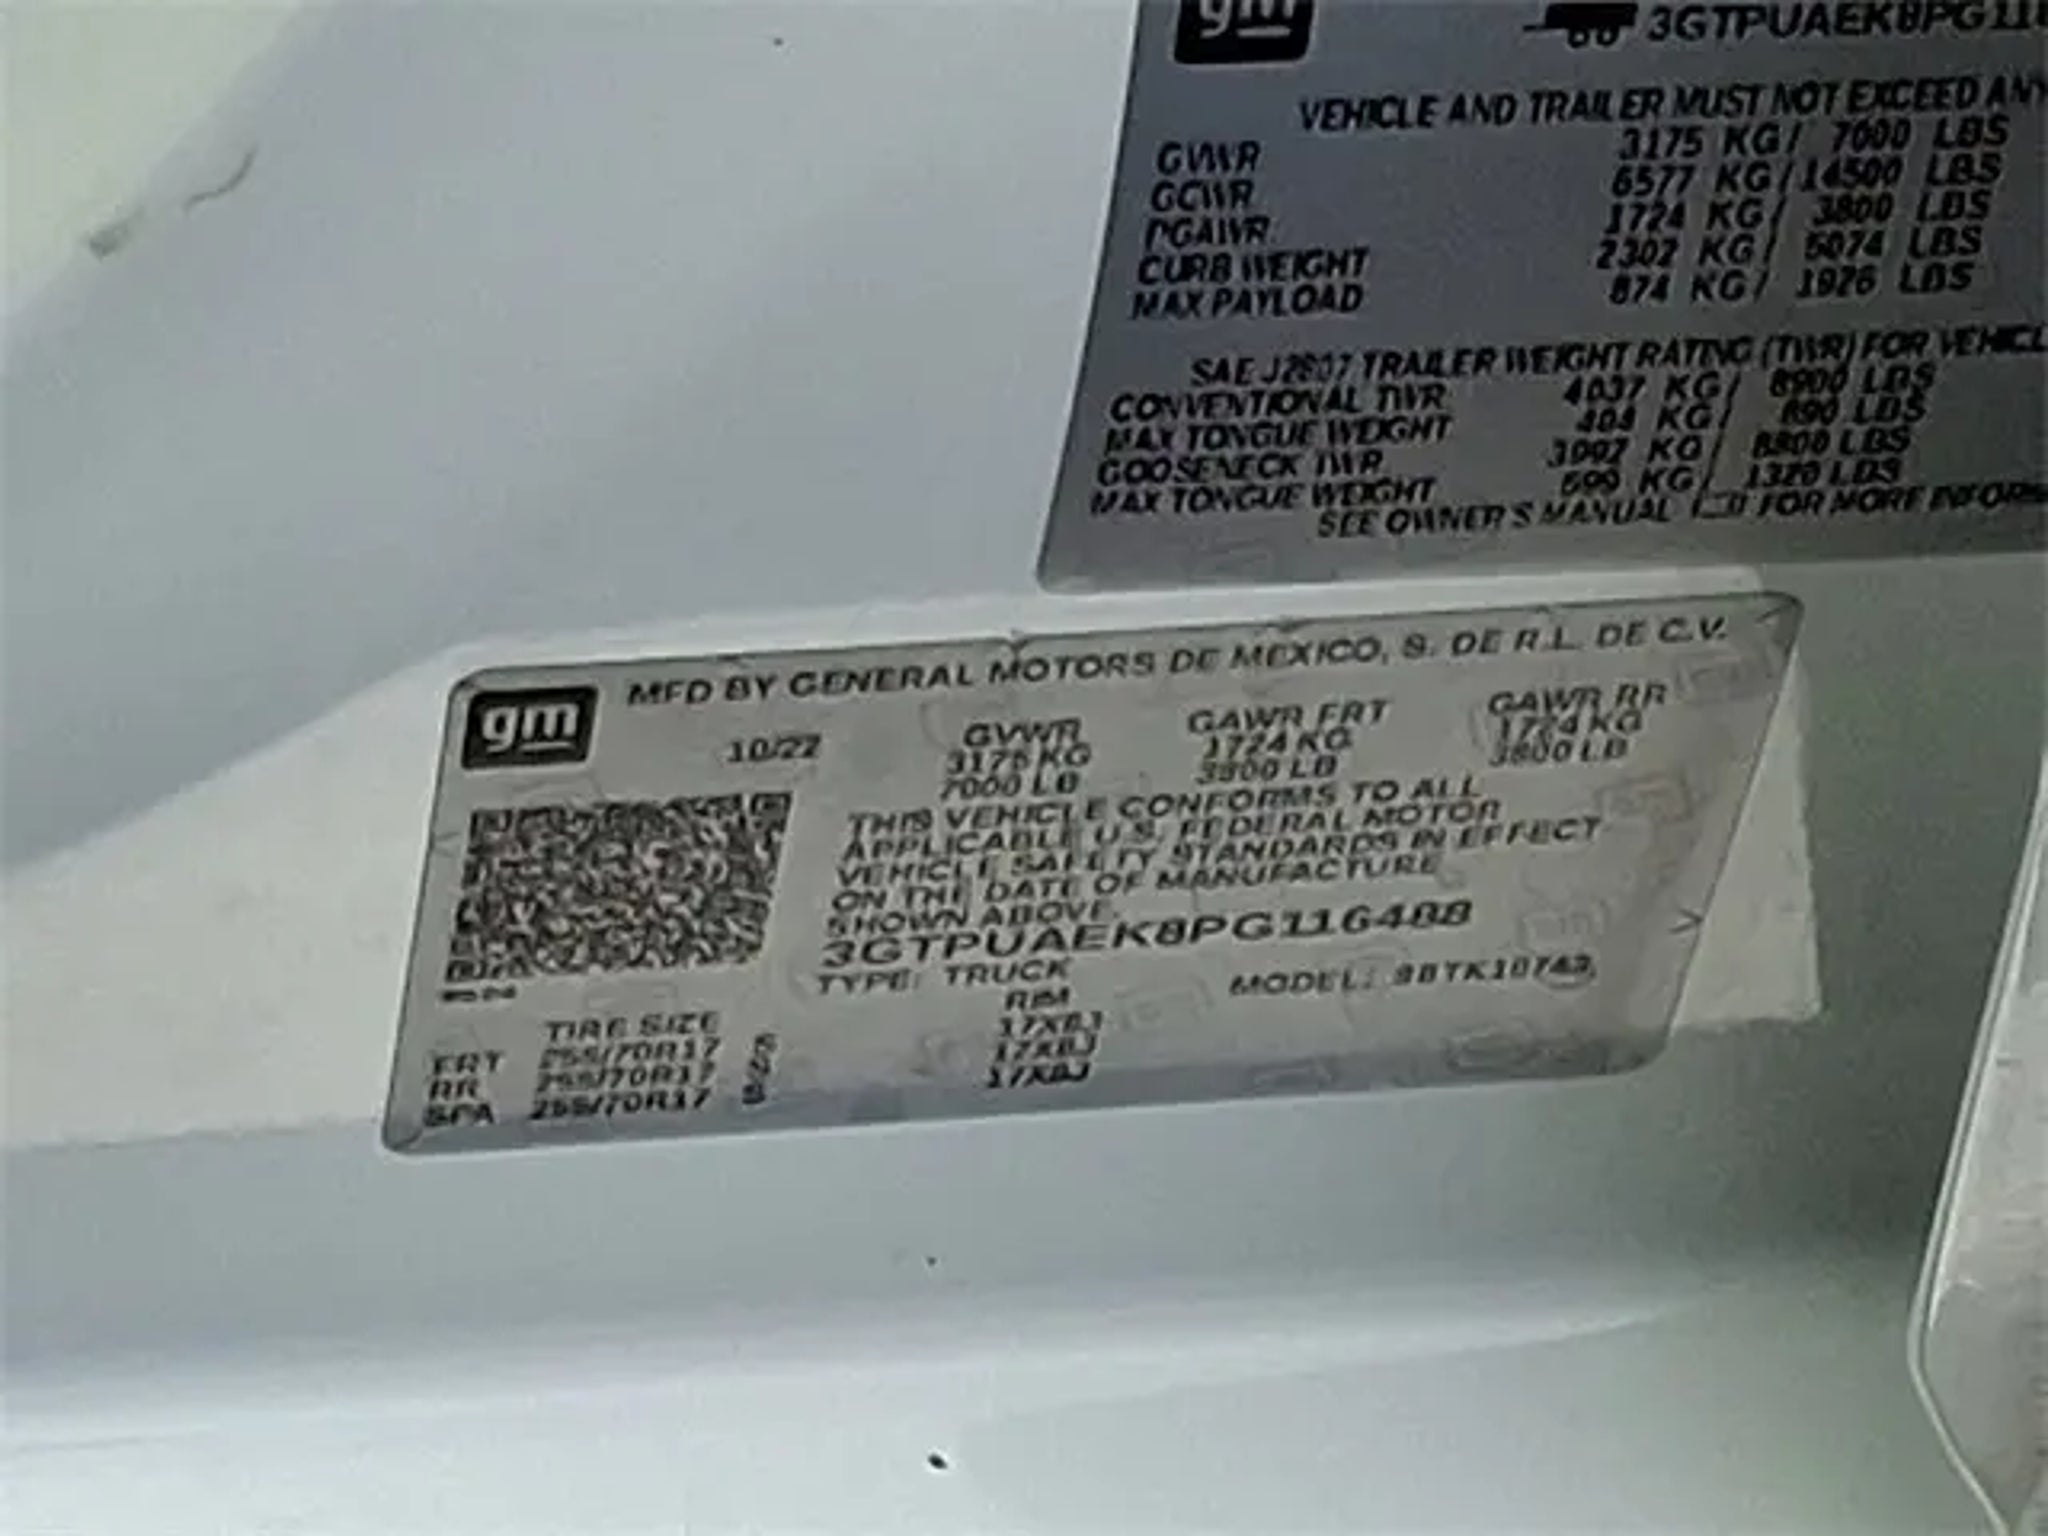 gm
3GTPUAEK8PG11
VEHICLE AND TRAILER MUST NOT EXCEED ANY
GVWR 3175 KG/ 7000 LBS
GCWR 6577 KG/14500 LBS
RGAWR 1724 KG/ 3800 LBS
CURB WEIGHT 2302 KG/ 5074 LBS
MAX PAYLOAD 874 KG/ 1926 LBS
SAE J2807 TRAILER WEIGHT RATING (TWR) FOR VEHICL
CONVENTIONAL TWR 4037 KG/ 8900 LBS
MAX TONGUE WEIGHT 404 KG/ 890 LBS
GOOSENECK TWR 3992 KG/ 8800 LBS
MAX TONGUE WEIGHT 599 KG/ 1320 LBS
SEE OWNER'S MANUAL FOR MORE INFORM
gm
MFD BY GENERAL MOTORS DE MEXICO, S. DE R.L. DE C.V.
10/22 GVWR GAWR FRT GAWR RR
3175 KG 1724 KG 1724 KG
7000 LB 3800 LB 3800 LB
THIS VEHICLE CONFORMS TO ALL
APPLICABLE U.S. FEDERAL MOTOR
VEHICLE SAFETY STANDARDS IN EFFECT
ON THE DATE OF MANUFACTURE
SHOWN ABOVE.
3GTPUAEK8PG116488
TYPE: TRUCK MODEL:
TIRE SIZE RIM
FRT 255/70R17 S 17X8J
RR 255/70R17 S 17X8J
SPA 255/70R17 S 17X8J